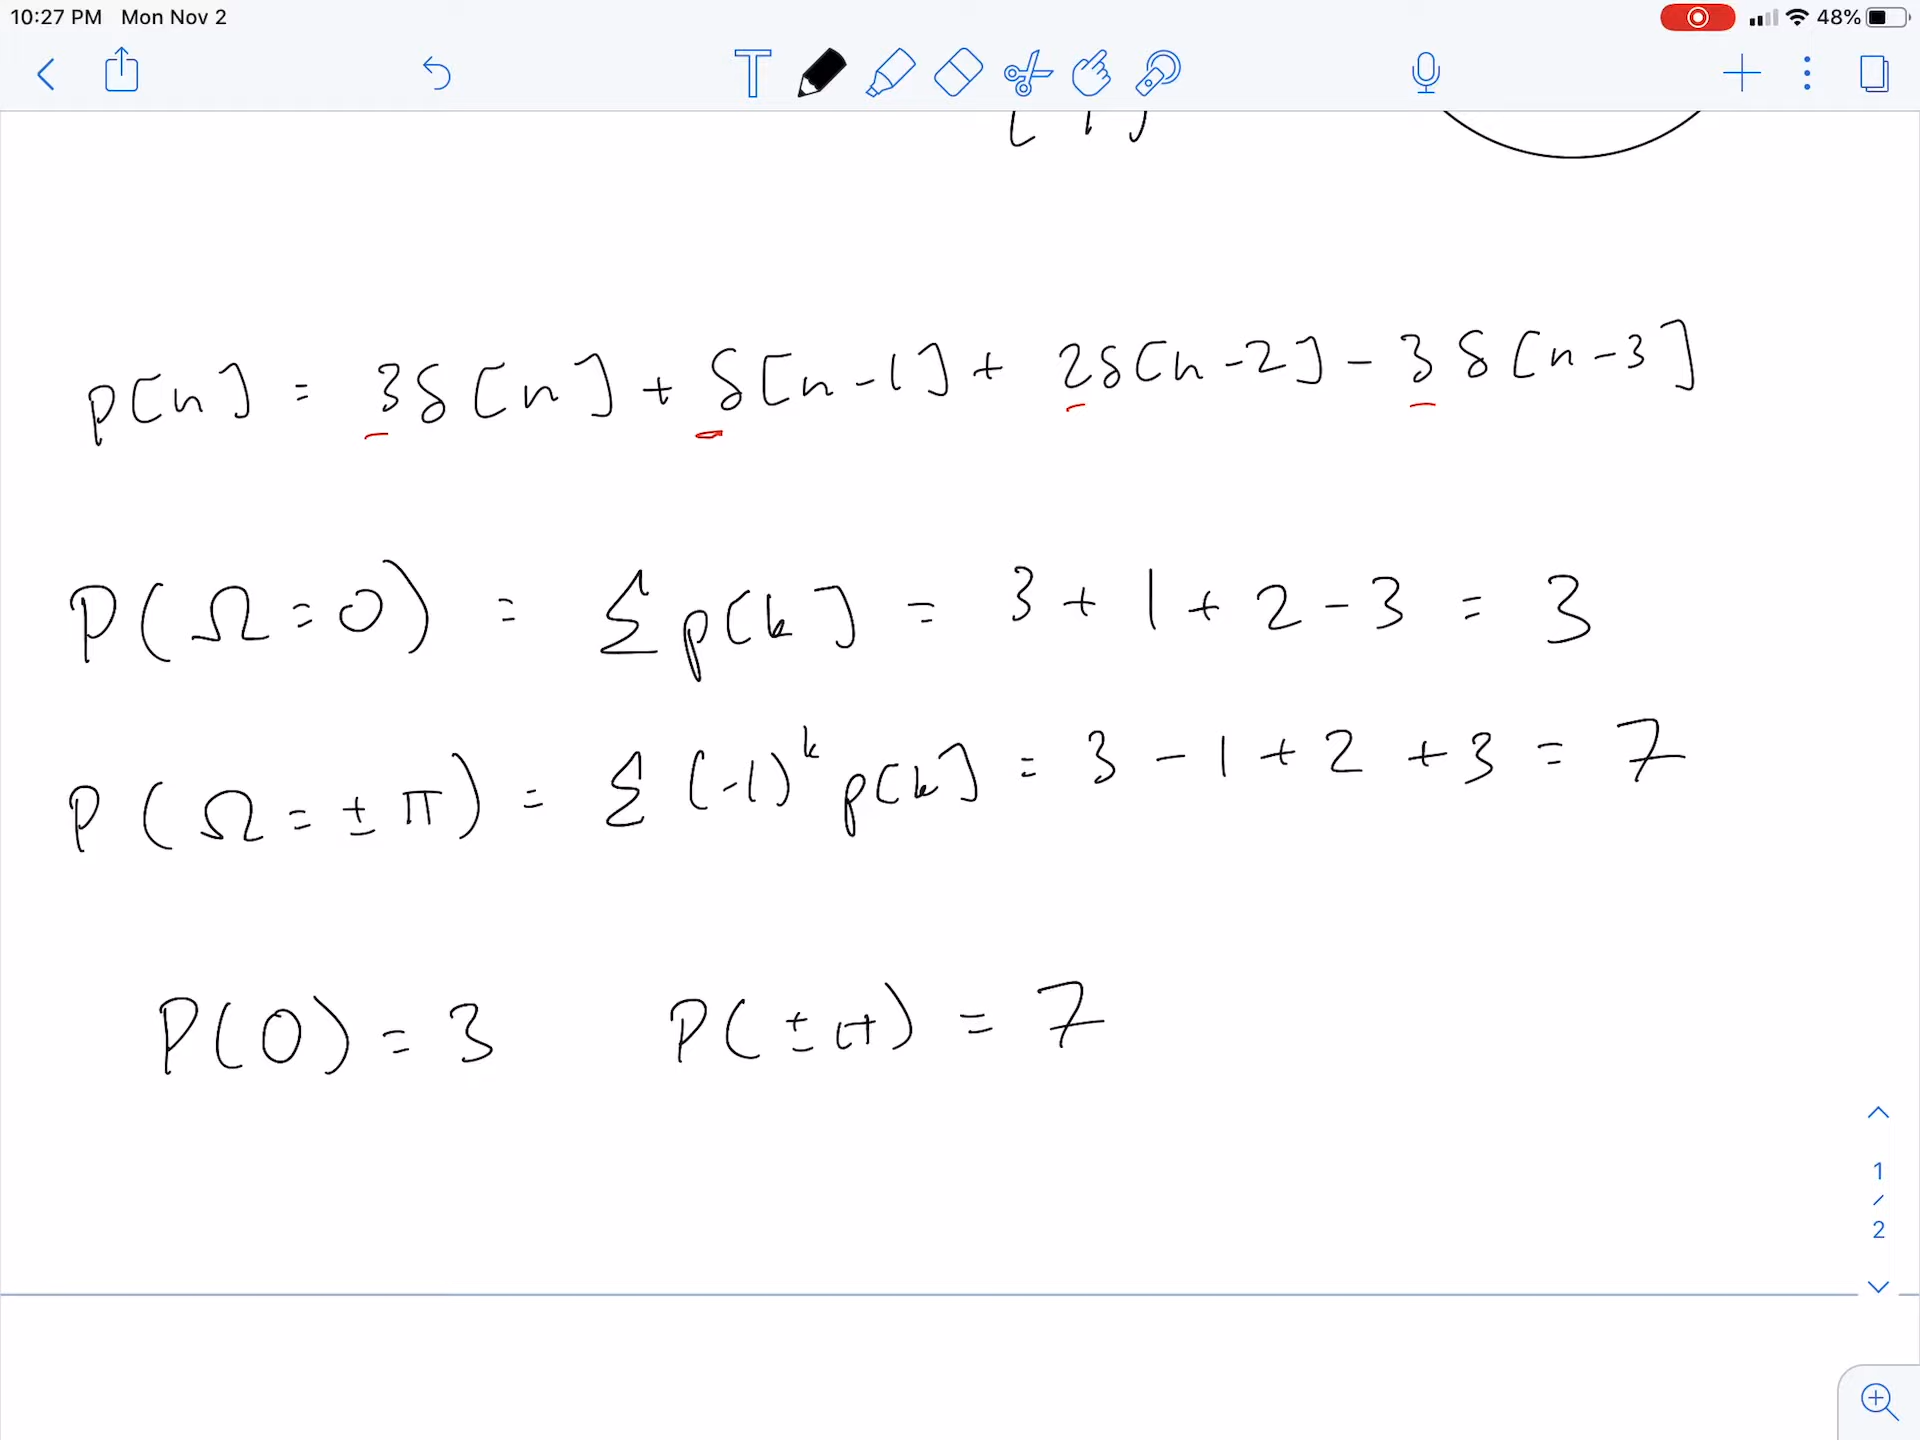 10:27 PM Mon Nov 2 48%
T
p[n] = 3δ[n] + δ[n-1] + 2δ[n-2] - 3δ[n-3]
P(Ω=0) = Σp[k] = 3+1+2-3 = 3
P(Ω=±π) = Σ(-1)^k p[k] = 3-1+2+3 = 7
P(0) = 3 P(±π) = 7
1
/
2